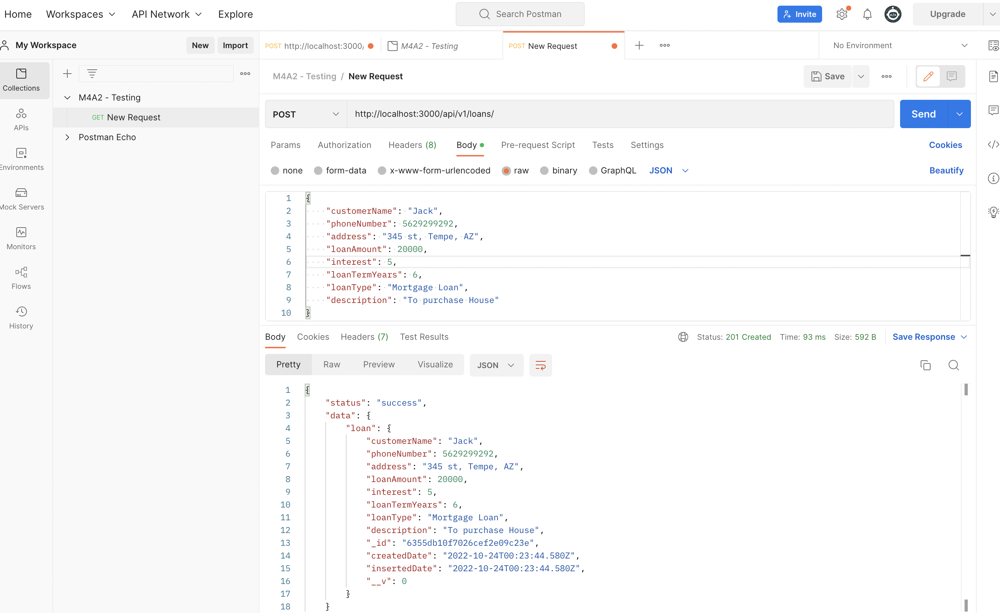 Home Workspaces API Network Explore Search Postman Invite Upgrade
My Workspace New Import POST http://localhost:3000/ M4A2 - Testing POST New Request No Environment
Collections
APIs
Environments
Mock Servers
Monitors
Flows
History
M4A2 - Testing
GET New Request
Postman Echo
M4A2 - Testing / New Request Save
POST http://localhost:3000/api/v1/loans/ Send
Params Authorization Headers (8) Body Pre-request Script Tests Settings Cookies
none form-data x-www-form-urlencoded raw binary GraphQL JSON Beautify
1 {
2 "customerName": "Jack",
3 "phoneNumber": 5629299292,
4 "address": "345 st, Tempe, AZ",
5 "loanAmount": 20000,
6 "interest": 5,
7 "loanTermYears": 6,
8 "loanType": "Mortgage Loan",
9 "description": "To purchase House"
10 }
Body Cookies Headers (7) Test Results Status: 201 Created Time: 93 ms Size: 592 B Save Response
Pretty Raw Preview Visualize JSON
1 {
2 "status": "success",
3 "data": {
4 "loan": {
5 "customerName": "Jack",
6 "phoneNumber": 5629299292,
7 "address": "345 st, Tempe, AZ",
8 "loanAmount": 20000,
9 "interest": 5,
10 "loanTermYears": 6,
11 "loanType": "Mortgage Loan",
12 "description": "To purchase House",
13 "_id": "6355db10f7026cef2e09c23e",
14 "createdDate": "2022-10-24T00:23:44.580Z",
15 "insertedDate": "2022-10-24T00:23:44.580Z",
16 "__v": 0
17 }
18 }